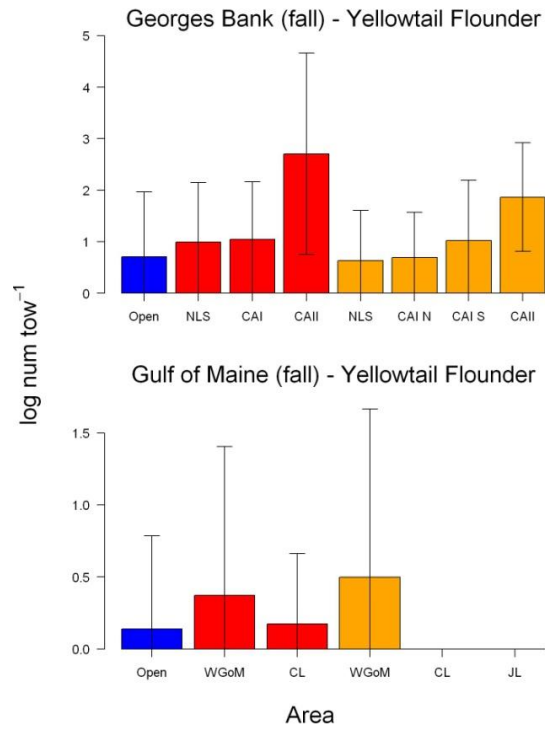 Georges Bank (fall) - Yellowtail Flounder
5
4
3
2
1
0
Open NLS CAI CAII NLS CAI N CAI S CAII
log num tow⁻¹
Gulf of Maine (fall) - Yellowtail Flounder
1.5
1.0
0.5
0.0
Open WGoM CL WGoM CL JL
Area